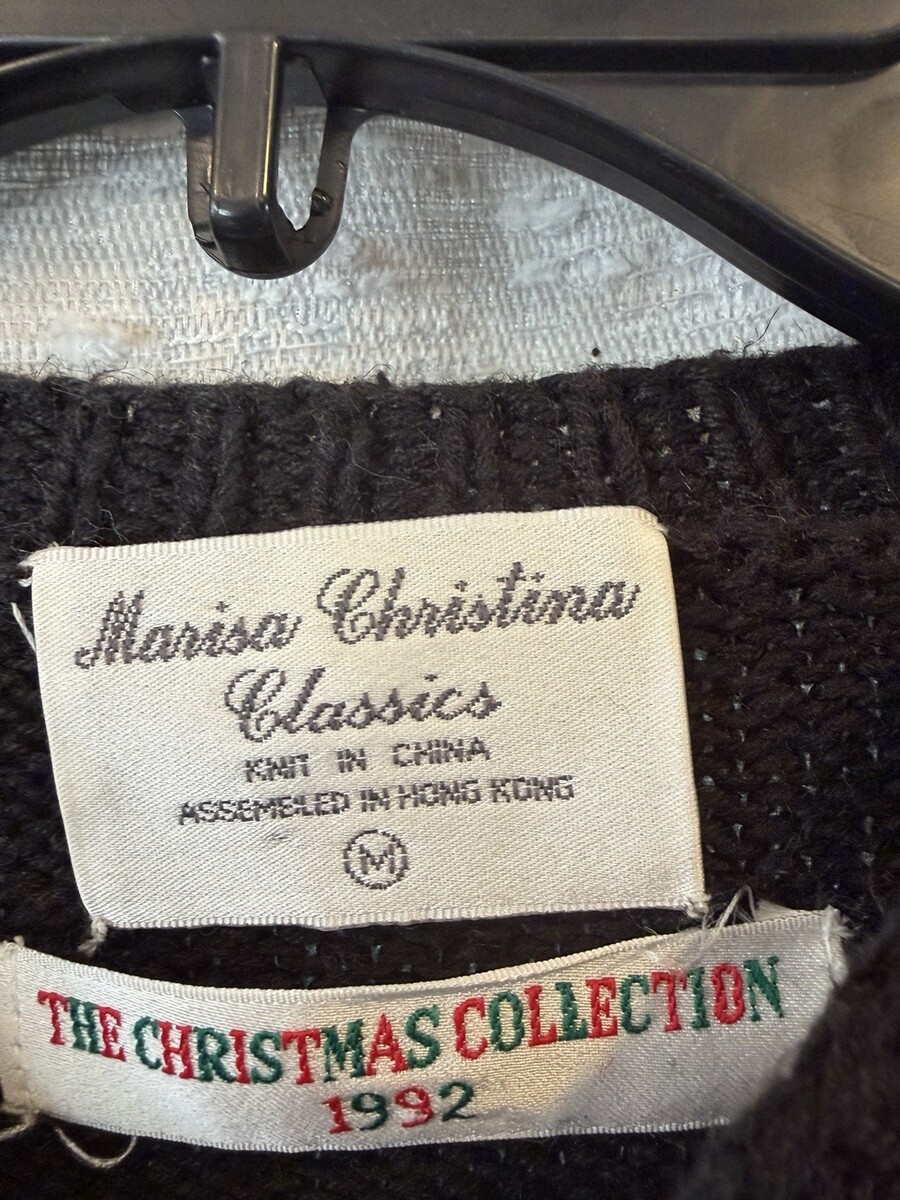 Marisa Christina
Classics
KNIT IN CHINA
ASSEMBLED IN HONG KONG
M
THE CHRISTMAS COLLECTION
1992